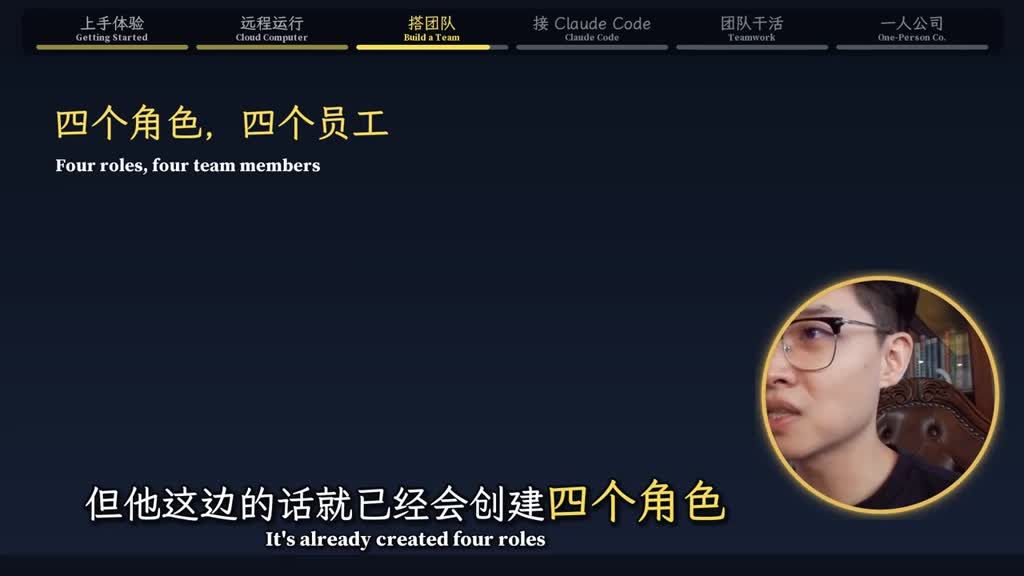 上手体验
Getting Started
远程运行
Cloud Computer
搭团队
Build a Team
接 Claude Code
Claude Code
团队干活
Teamwork
一人公司
One-Person Co.
四个角色，四个员工
Four roles, four team members
但他这边的话就已经会创建四个角色
It's already created four roles